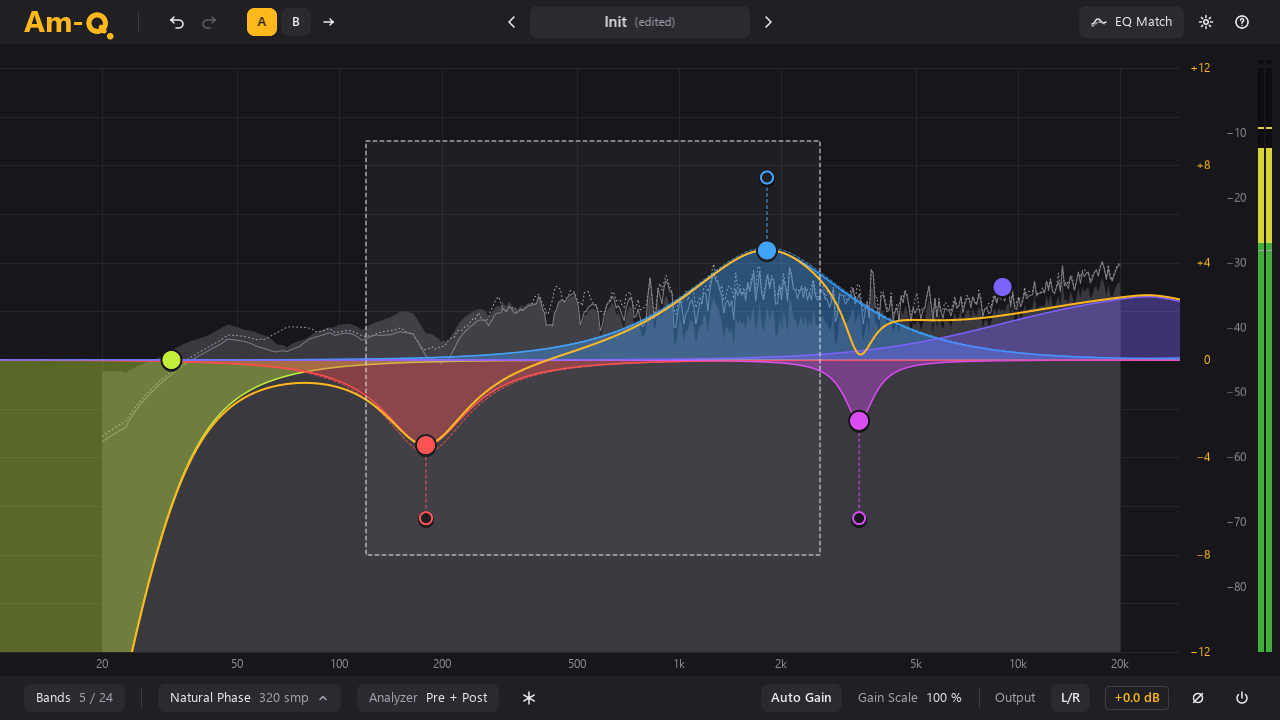 Am-Q
A B
Init (edited)
EQ Match
+12
-10
+8
-20
+4
-30
-40
0
-50
-4
-60
-70
-8
-80
-12
20 50 100 200 500 1k 2k 5k 10k 20k
Bands 5 / 24
Natural Phase 320 smp
Analyzer Pre + Post
Auto Gain
Gain Scale 100 %
Output L/R +0.0 dB